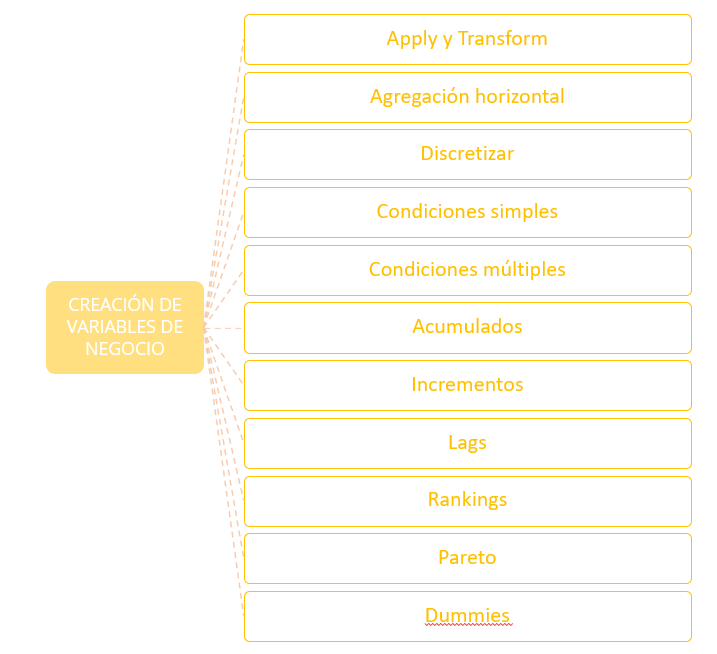 Apply y Transform
Agregación horizontal
Discretizar
Condiciones simples
Condiciones múltiples
CREACIÓN DE
VARIABLES DE
NEGOCIO
Acumulados
Incrementos
Lags
Rankings
Pareto
Dummies